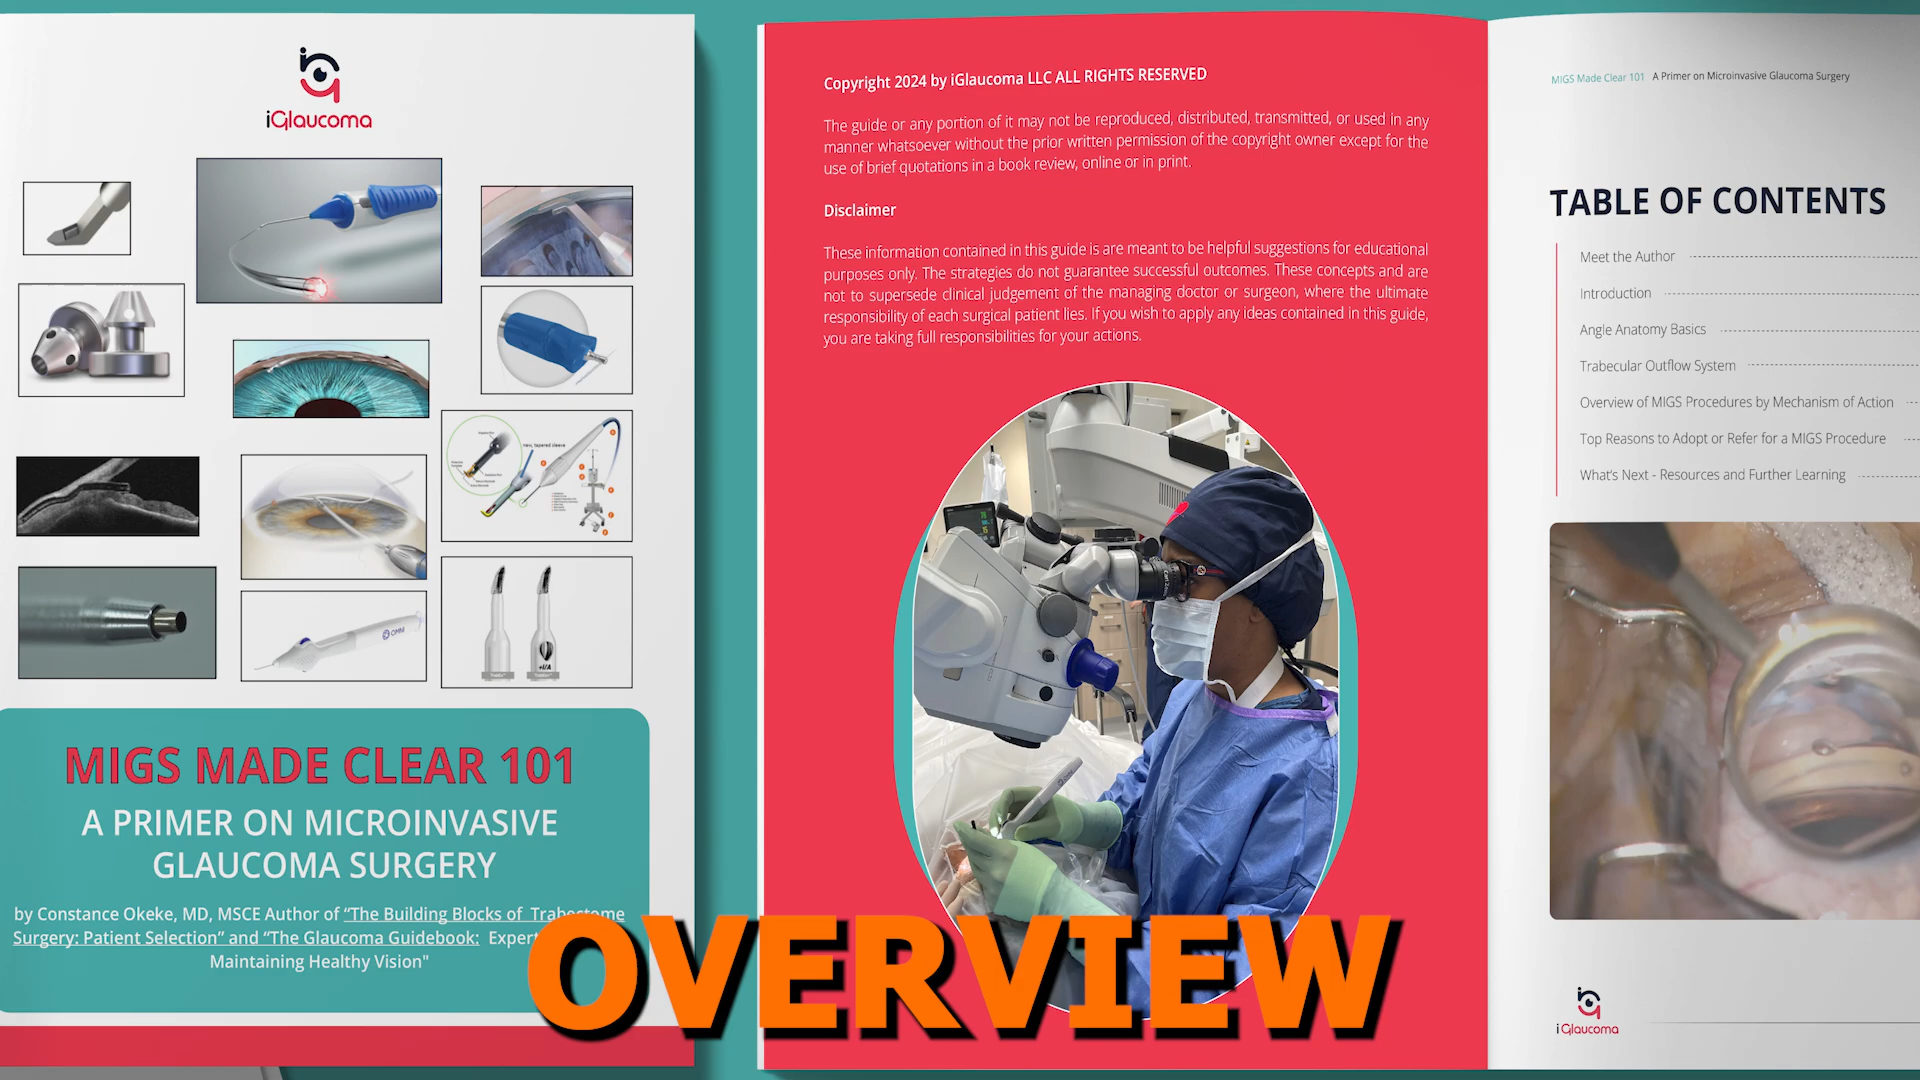 iGlaucoma
OMNI
+I/A
MIGS MADE CLEAR 101
A PRIMER ON MICROINVASIVE
GLAUCOMA SURGERY
by Constance Okeke, MD, MSCE Author of “The Building Blocks of Trabectome
Surgery: Patient Selection” and “The Glaucoma Guidebook: Expert
Maintaining Healthy Vision"
Copyright 2024 by iGlaucoma LLC ALL RIGHTS RESERVED
The guide or any portion of it may not be reproduced, distributed, transmitted, or used in any
manner whatsoever without the prior written permission of the copyright owner except for the
use of brief quotations in a book review, online or in print.
Disclaimer
These information contained in this guide is are meant to be helpful suggestions for educational
purposes only. The strategies do not guarantee successful outcomes. These concepts and are
not to supersede clinical judgement of the managing doctor or surgeon, where the ultimate
responsibility of each surgical patient lies. If you wish to apply any ideas contained in this guide,
you are taking full responsibilities for your actions.
MIGS Made Clear 101 A Primer on Microinvasive Glaucoma Surgery
TABLE OF CONTENTS
Meet the Author
Introduction
Angle Anatomy Basics
Trabecular Outflow System
Overview of MIGS Procedures by Mechanism of Action
Top Reasons to Adopt or Refer for a MIGS Procedure
What's Next - Resources and Further Learning
iGlaucoma
OVERVIEW